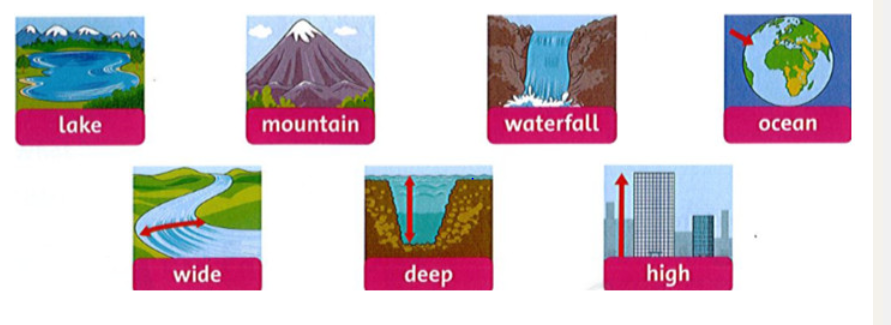 lake
mountain
waterfall
ocean
wide
deep
high